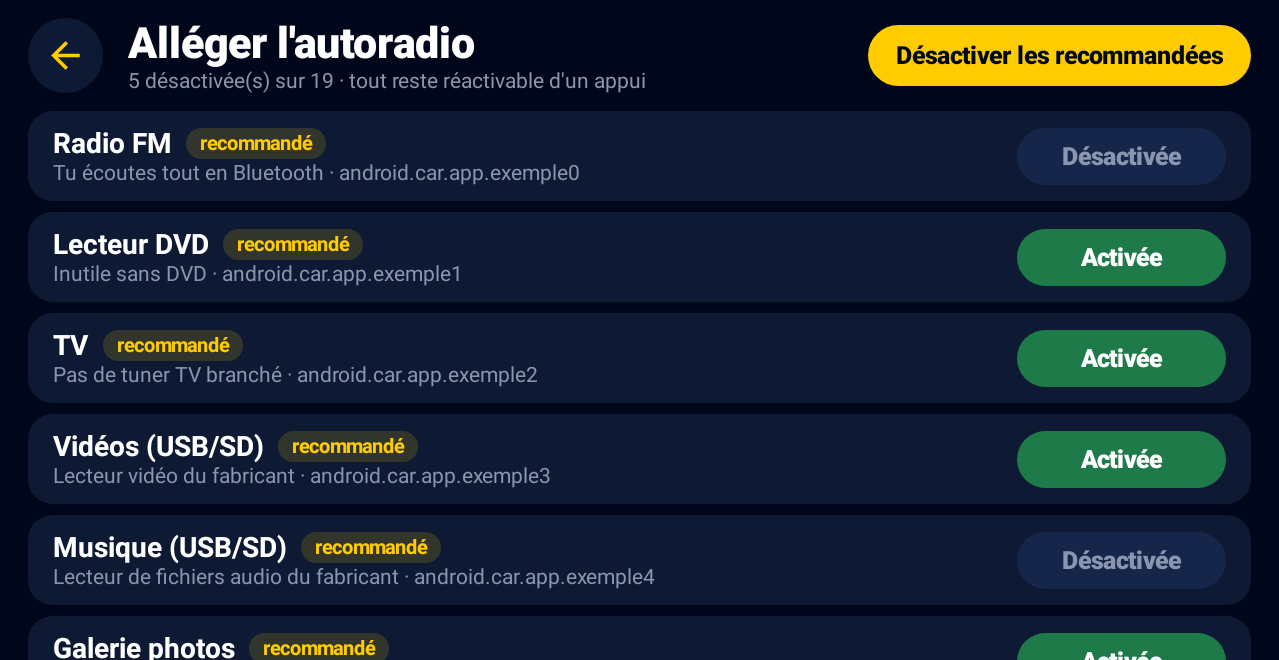 Alléger l'autoradio
5 désactivée(s) sur 19 · tout reste réactivable d'un appui
Désactiver les recommandées
Radio FM recommandé
Tu écoutes tout en Bluetooth · android.car.app.exemple0
Désactivée
Lecteur DVD recommandé
Inutile sans DVD · android.car.app.exemple1
Activée
TV recommandé
Pas de tuner TV branché · android.car.app.exemple2
Activée
Vidéos (USB/SD) recommandé
Lecteur vidéo du fabricant · android.car.app.exemple3
Activée
Musique (USB/SD) recommandé
Lecteur de fichiers audio du fabricant · android.car.app.exemple4
Désactivée
Galerie photos recommandé
Activée